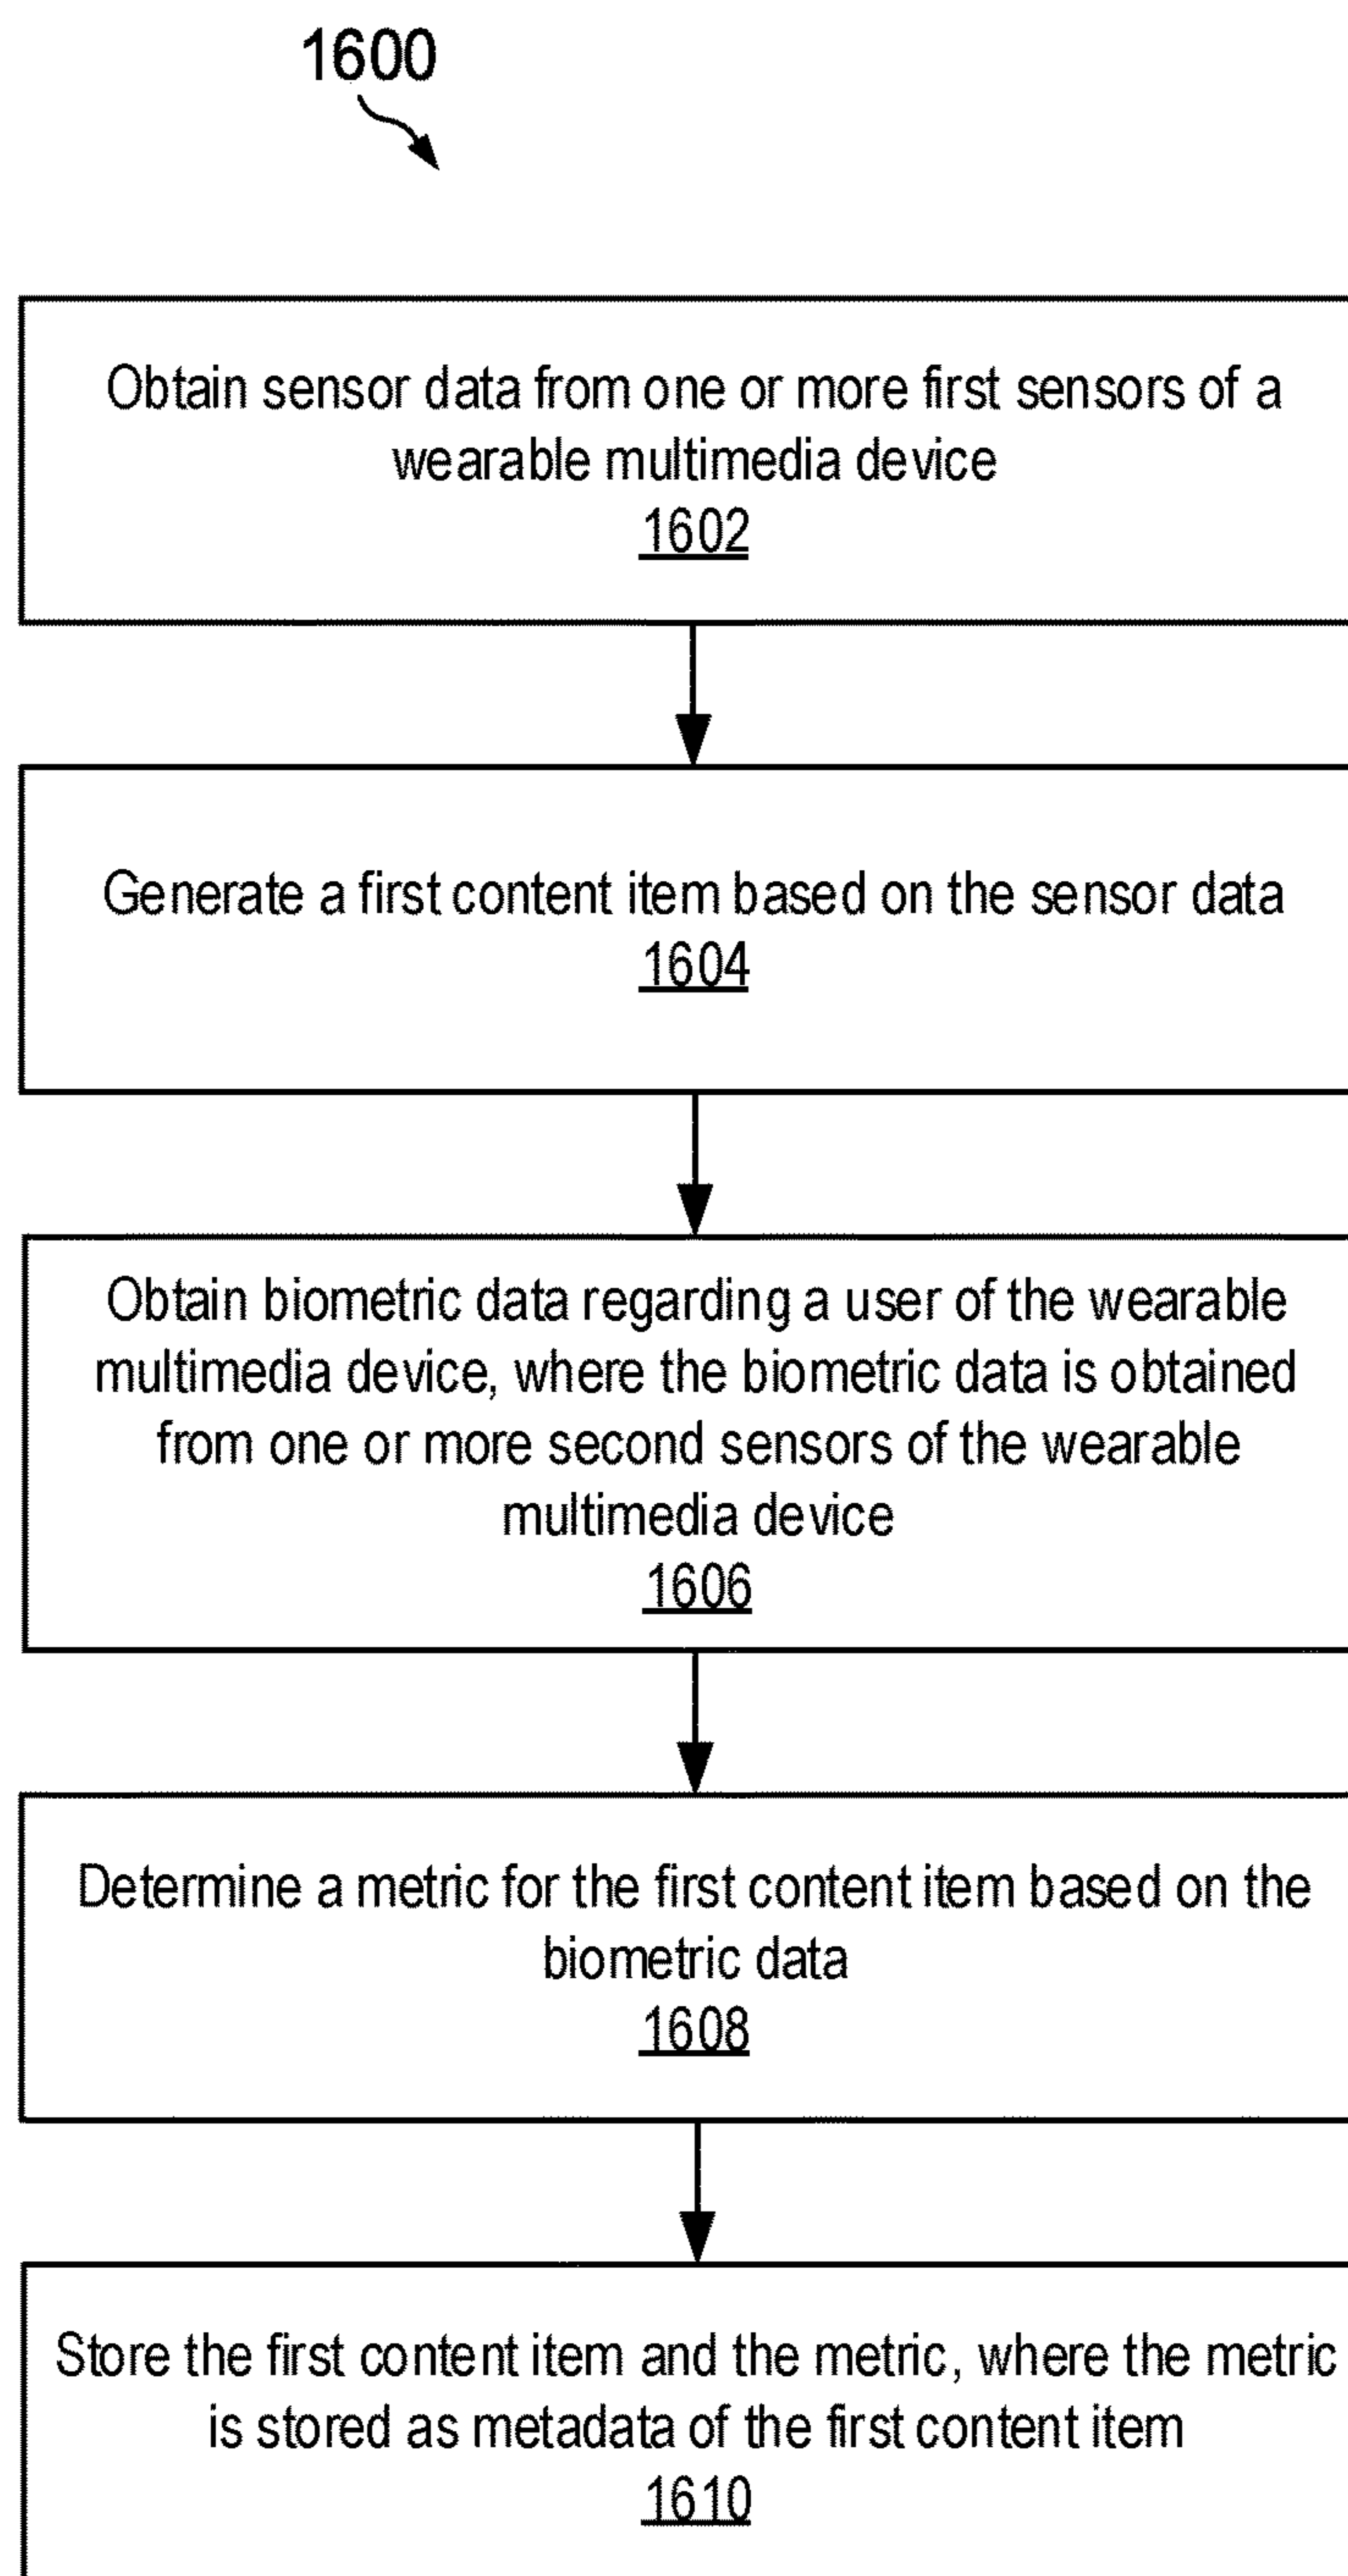 1600
Obtain sensor data from one or more first sensors of a
wearable multimedia device
1602
Generate a first content item based on the sensor data
1604
Obtain biometric data regarding a user of the wearable
multimedia device, where the biometric data is obtained
from one or more second sensors of the wearable
multimedia device
1606
Determine a metric for the first content item based on the
biometric data
1608
Store the first content item and the metric, where the metric
is stored as metadata of the first content item
1610